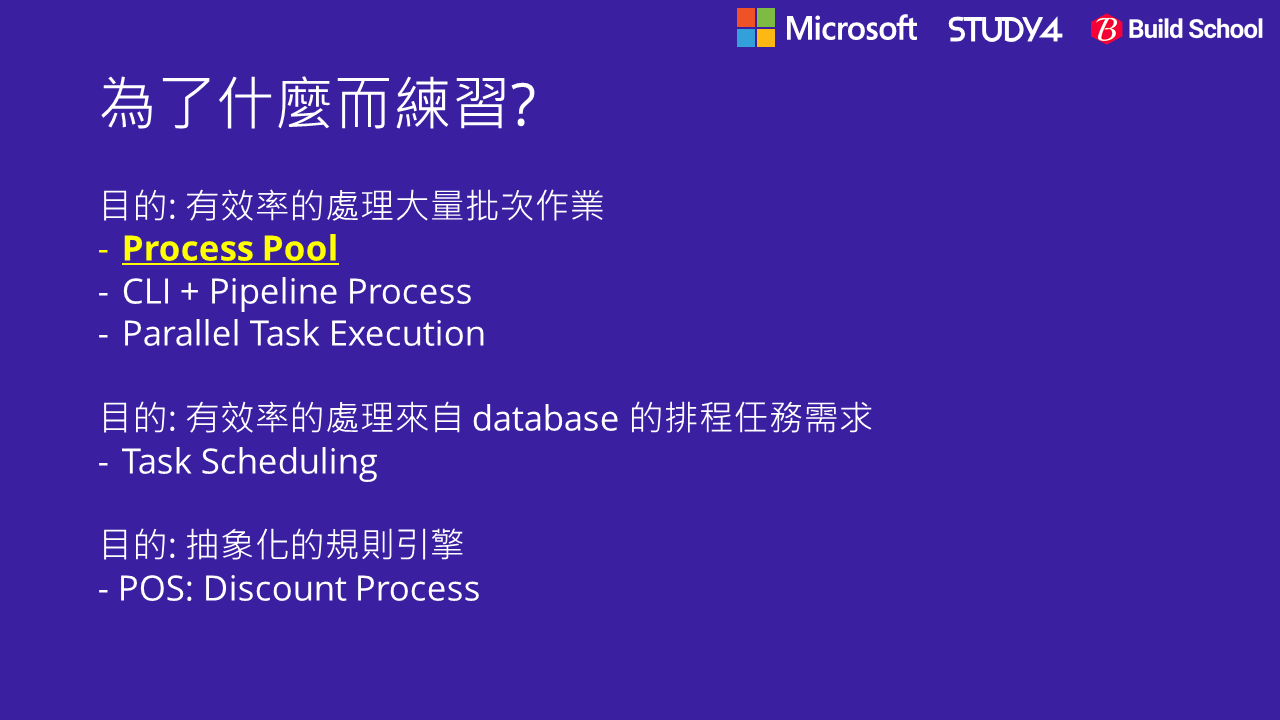 Microsoft STUDY4 Build School
為了什麼而練習?
目的: 有效率的處理大量批次作業
- Process Pool
- CLI + Pipeline Process
- Parallel Task Execution
目的: 有效率的處理來自 database 的排程任務需求
- Task Scheduling
目的: 抽象化的規則引擎
- POS: Discount Process